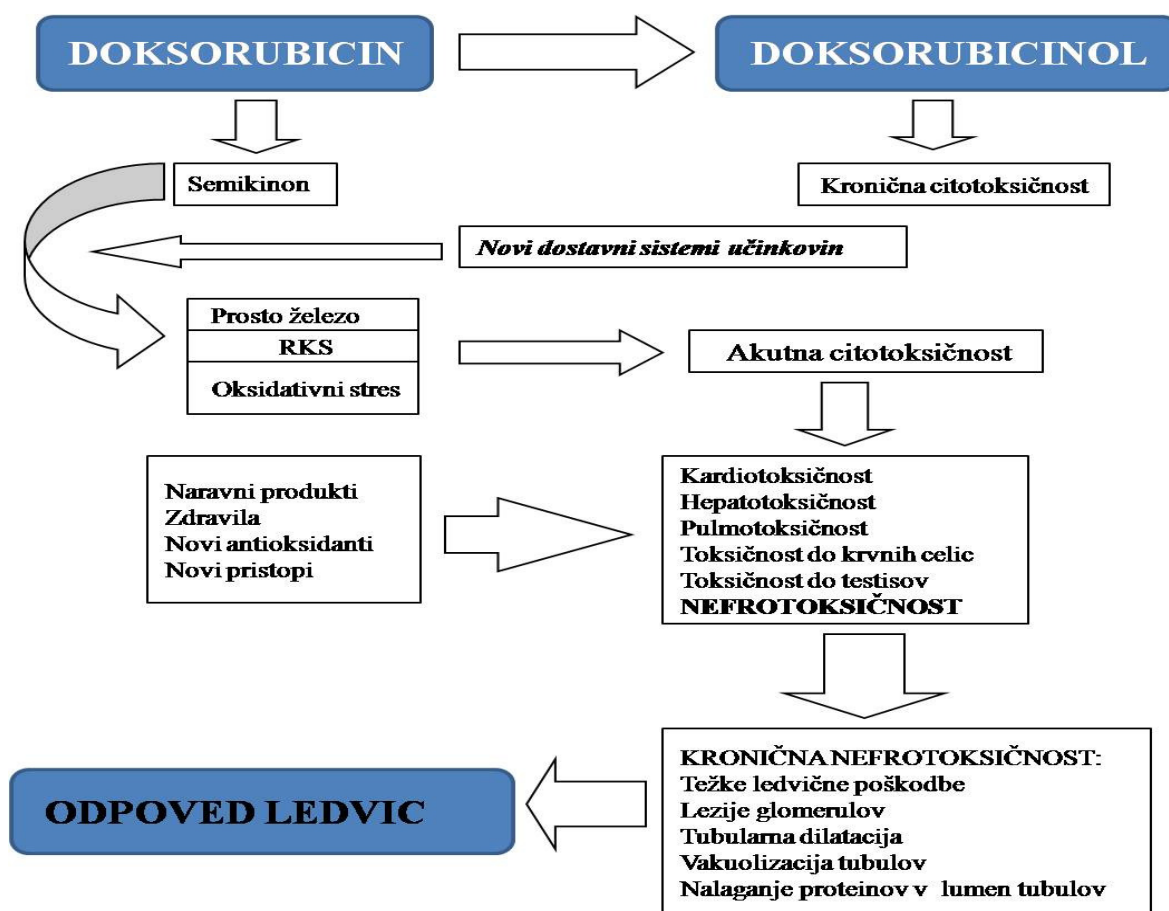 DOKSORUBICIN
DOKSORUBICINOL
Semikinon
Kronična citotoksičnost
Novi dostavni sistemi učinkovin
Prosto železo
RKS
Oksidativni stres
Akutna citotoksičnost
Naravni produkti
Zdravila
Novi antioksidanti
Novi pristopi
Kardiotoksičnost
Hepatotoksičnost
Pulmotoksičnost
Toksičnost do krvnih celic
Toksičnost do testisov
NEFROTOKSIČNOST
KRONIČNA NEFROTOKSIČNOST:
Težke ledvične poškodbe
Lezije glomerulov
Tubularna dilatacija
Vakuolizacija tubulov
Nalaganje proteinov v lumen tubulov
ODPOVED LEDVIC